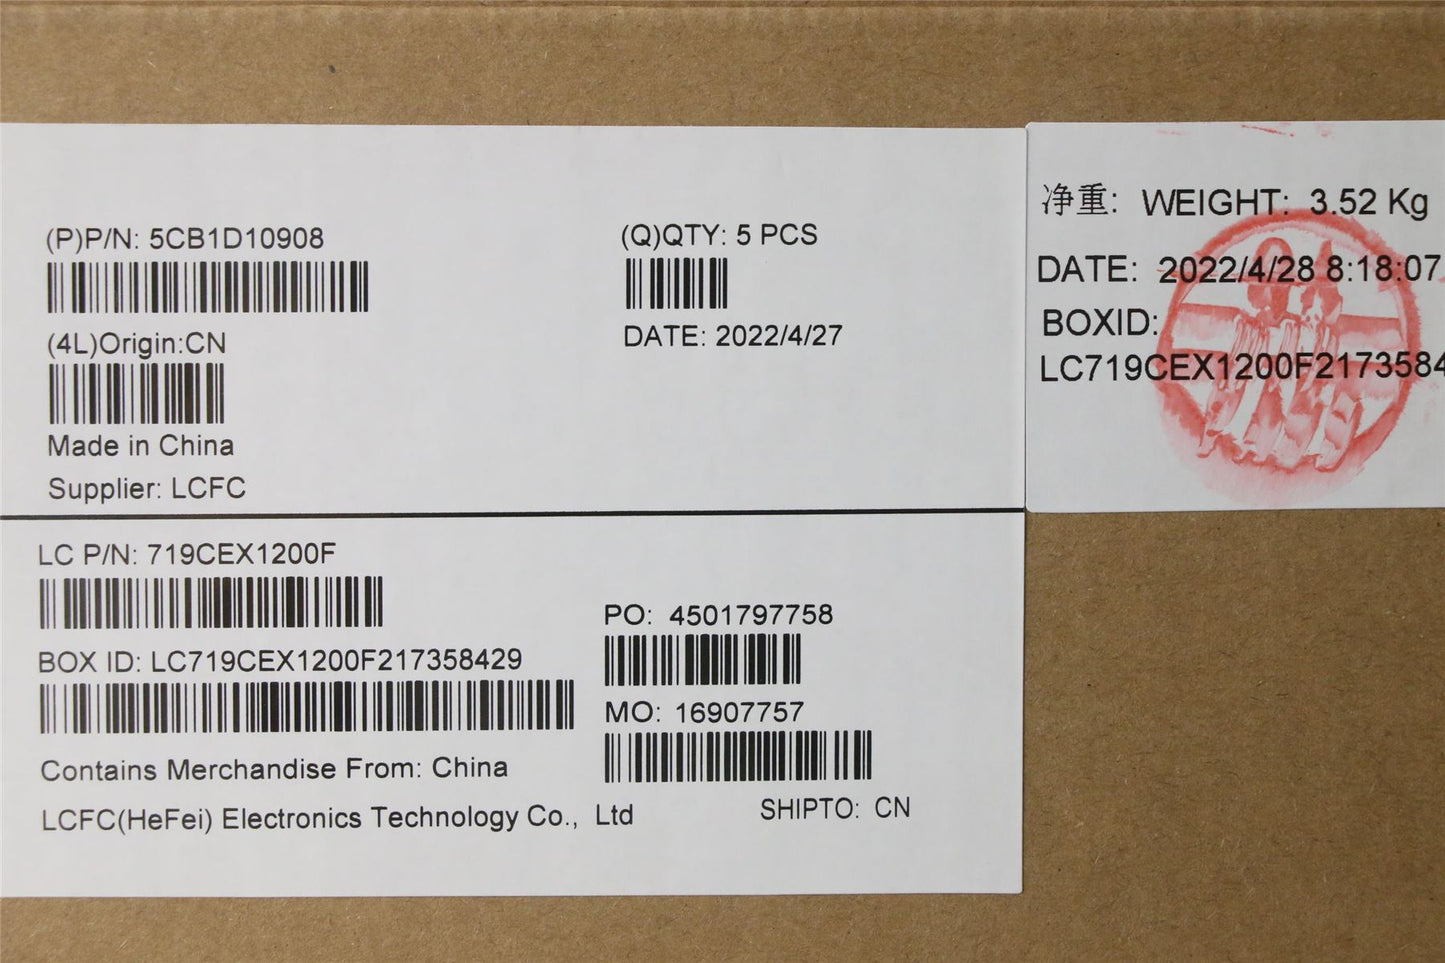 (P)P/N: 5CB1D10908
(4L)Origin:CN
Made in China
Supplier: LCFC
(Q)QTY: 5 PCS
DATE: 2022/4/27
LC P/N: 719CEX1200F
BOX ID: LC719CEX1200F217358429
Contains Merchandise From: China
LCFC(HeFei) Electronics Technology Co., Ltd
PO: 4501797758
MO: 16907757
SHIPTO: CN
净重: WEIGHT: 3.52 Kg
DATE: 2022/4/28 8:18:07
BOXID:
LC719CEX1200F2173584